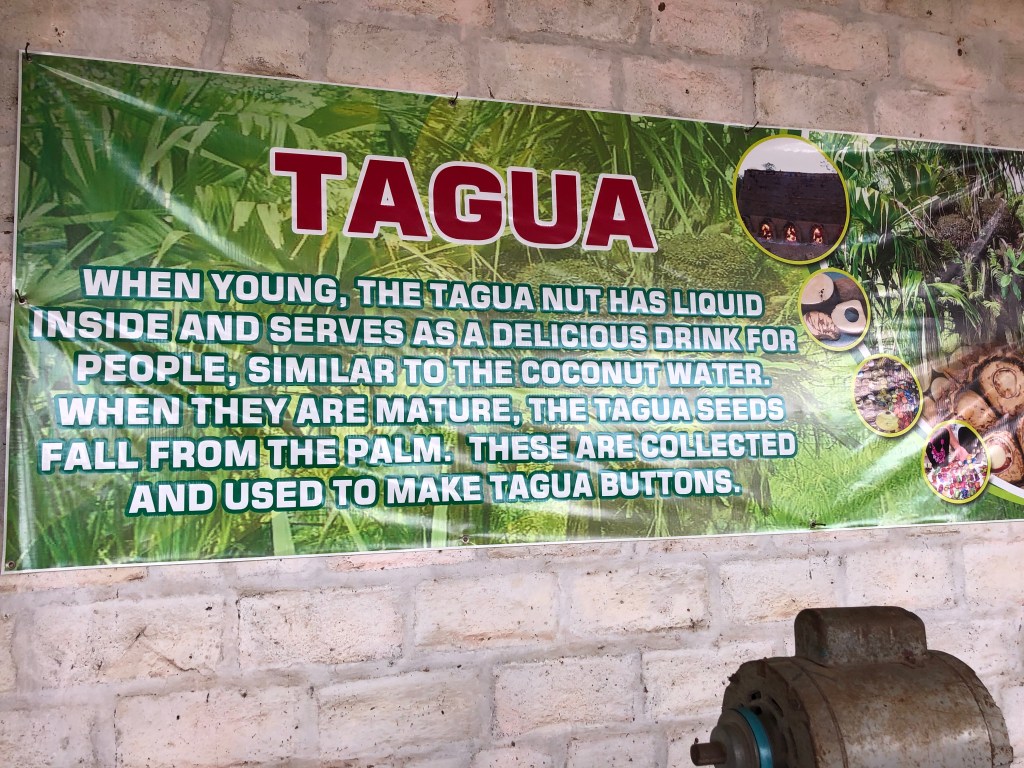 TAGUA
WHEN YOUNG, THE TAGUA NUT HAS LIQUID
INSIDE AND SERVES AS A DELICIOUS DRINK FOR
PEOPLE, SIMILAR TO THE COCONUT WATER.
WHEN THEY ARE MATURE, THE TAGUA SEEDS
FALL FROM THE PALM. THESE ARE COLLECTED
AND USED TO MAKE TAGUA BUTTONS.